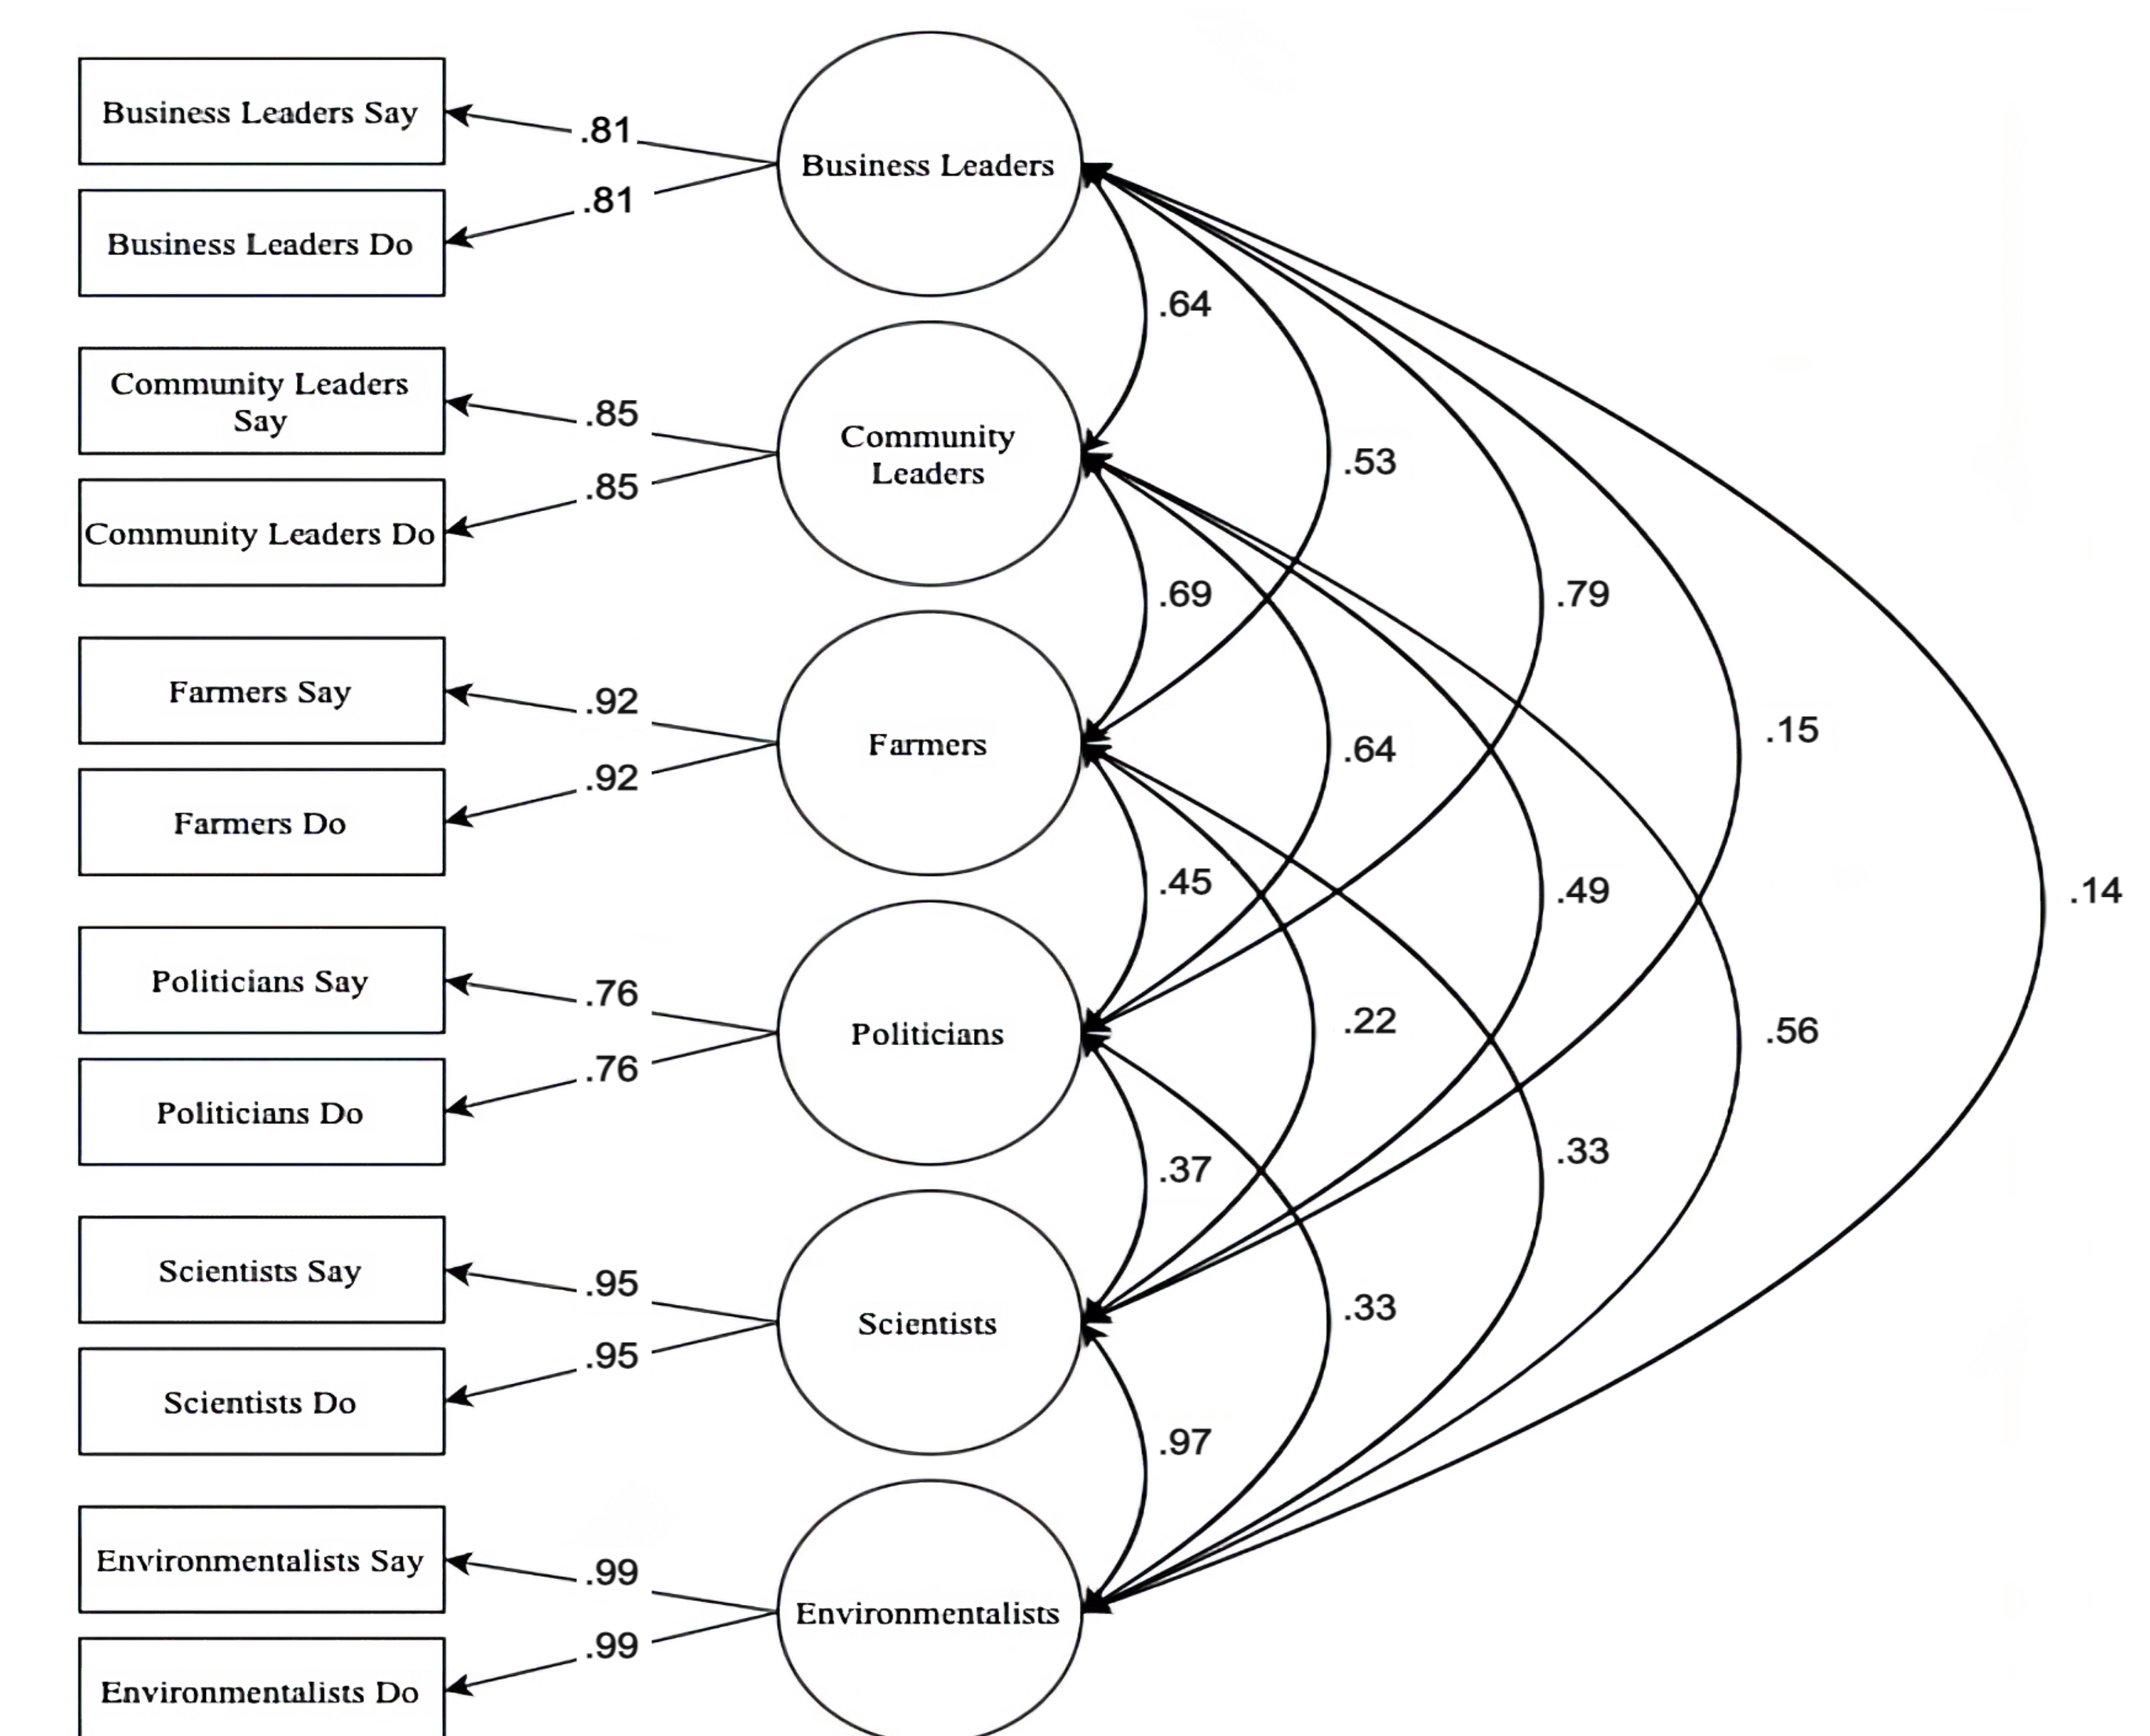 Business Leaders Say
.81
Business Leaders
.81
Business Leaders Do
.64
Community Leaders
Say
.85
Community
Leaders
.53
.85
Community Leaders Do
.69
.79
Farmers Say
.92
Farmers
.15
.64
.92
Farmers Do
.45
.49
.14
Politicians Say
.76
Politicians
.22
.56
.76
Politicians Do
.37
.33
Scientists Say
.95
Scientists
.33
.95
Scientists Do
.97
Environmentalists Say
.99
Environmentalists
.99
Environmentalists Do